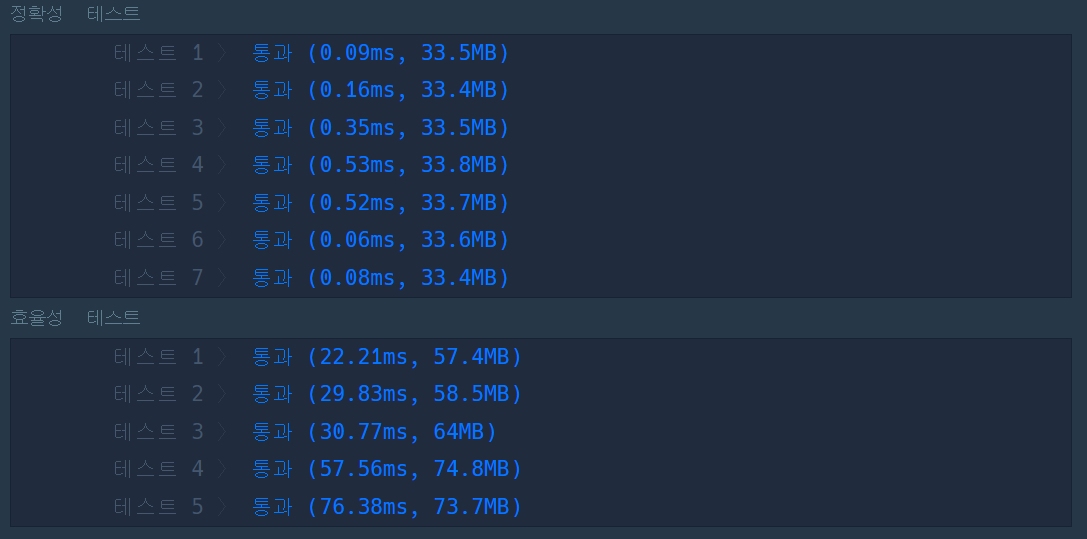 정확성 테스트
테스트 1 〉 통과 (0.09ms, 33.5MB)
테스트 2 〉 통과 (0.16ms, 33.4MB)
테스트 3 〉 통과 (0.35ms, 33.5MB)
테스트 4 〉 통과 (0.53ms, 33.8MB)
테스트 5 〉 통과 (0.52ms, 33.7MB)
테스트 6 〉 통과 (0.06ms, 33.6MB)
테스트 7 〉 통과 (0.08ms, 33.4MB)
효율성 테스트
테스트 1 〉 통과 (22.21ms, 57.4MB)
테스트 2 〉 통과 (29.83ms, 58.5MB)
테스트 3 〉 통과 (30.77ms, 64MB)
테스트 4 〉 통과 (57.56ms, 74.8MB)
테스트 5 〉 통과 (76.38ms, 73.7MB)